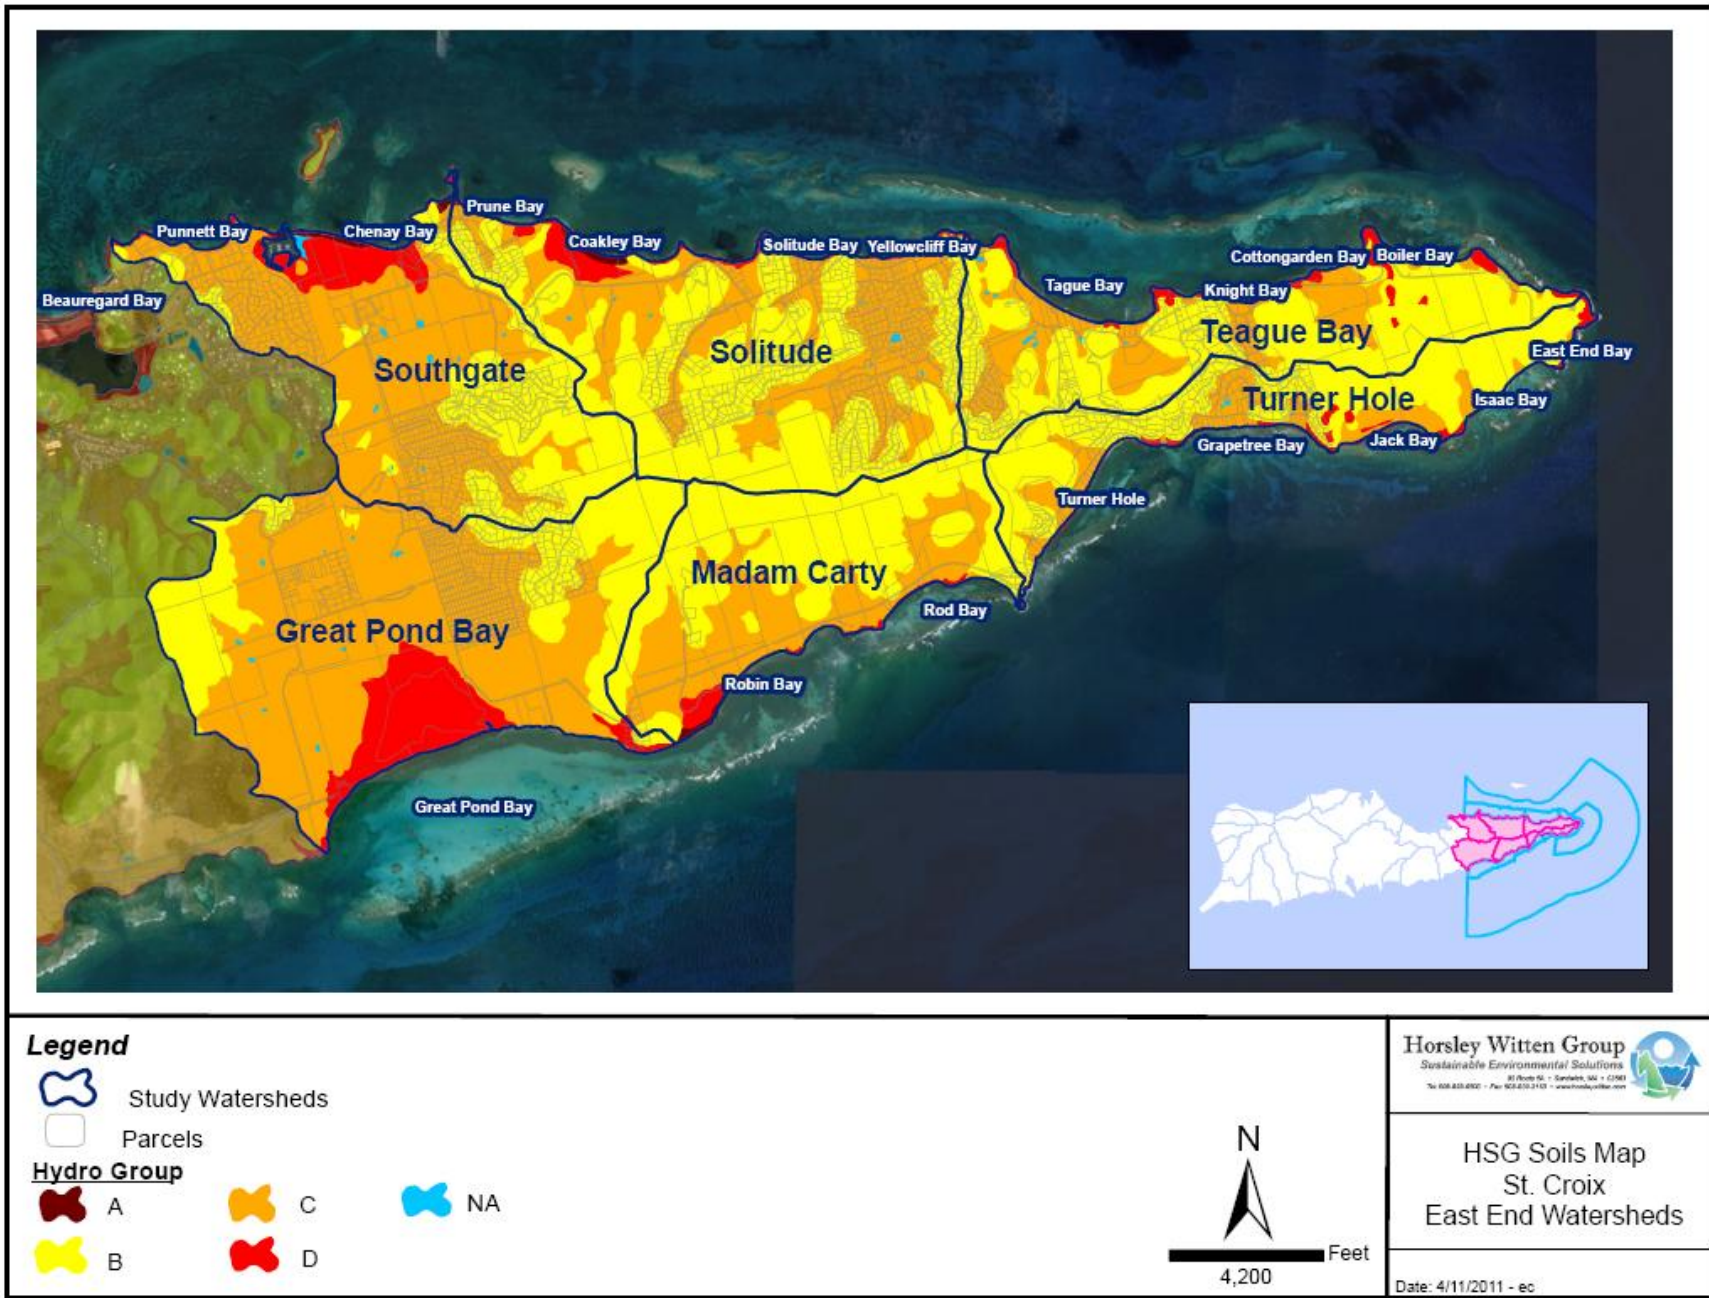 Prune Bay
Punnett Bay
Chenay Bay
Coakley Bay
Solitude Bay
Yellowcliff Bay
Cottongarden Bay
Boiler Bay
Beauregard Bay
Tague Bay
Knight Bay
Teague Bay
Solitude
Southgate
East End Bay
Turner Hole
Isaac Bay
Grapetree Bay
Jack Bay
Turner Hole
Madam Carty
Rod Bay
Great Pond Bay
Robin Bay
Great Pond Bay
Legend
Study Watersheds
Parcels
Hydro Group
A
C
NA
B
D
N
Feet
4,200
Horsley Witten Group
Sustainable Environmental Solutions
HSG Soils Map
St. Croix
East End Watersheds
Date: 4/11/2011 - ec